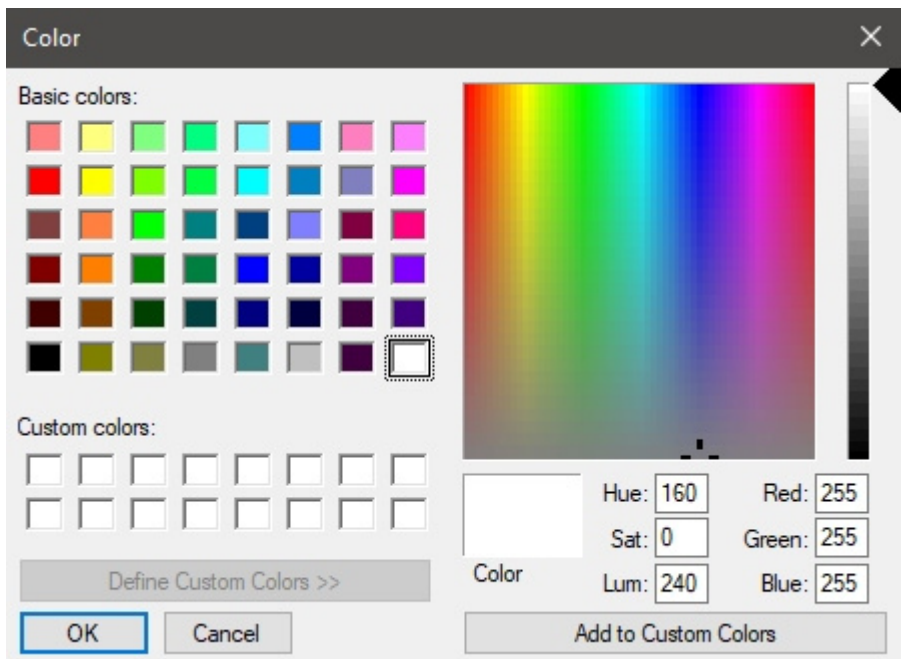 Color
Basic colors:
Custom colors:
Define Custom Colors >>
OK Cancel
Color
Hue: 160 Red: 255
Sat: 0 Green: 255
Lum: 240 Blue: 255
Add to Custom Colors